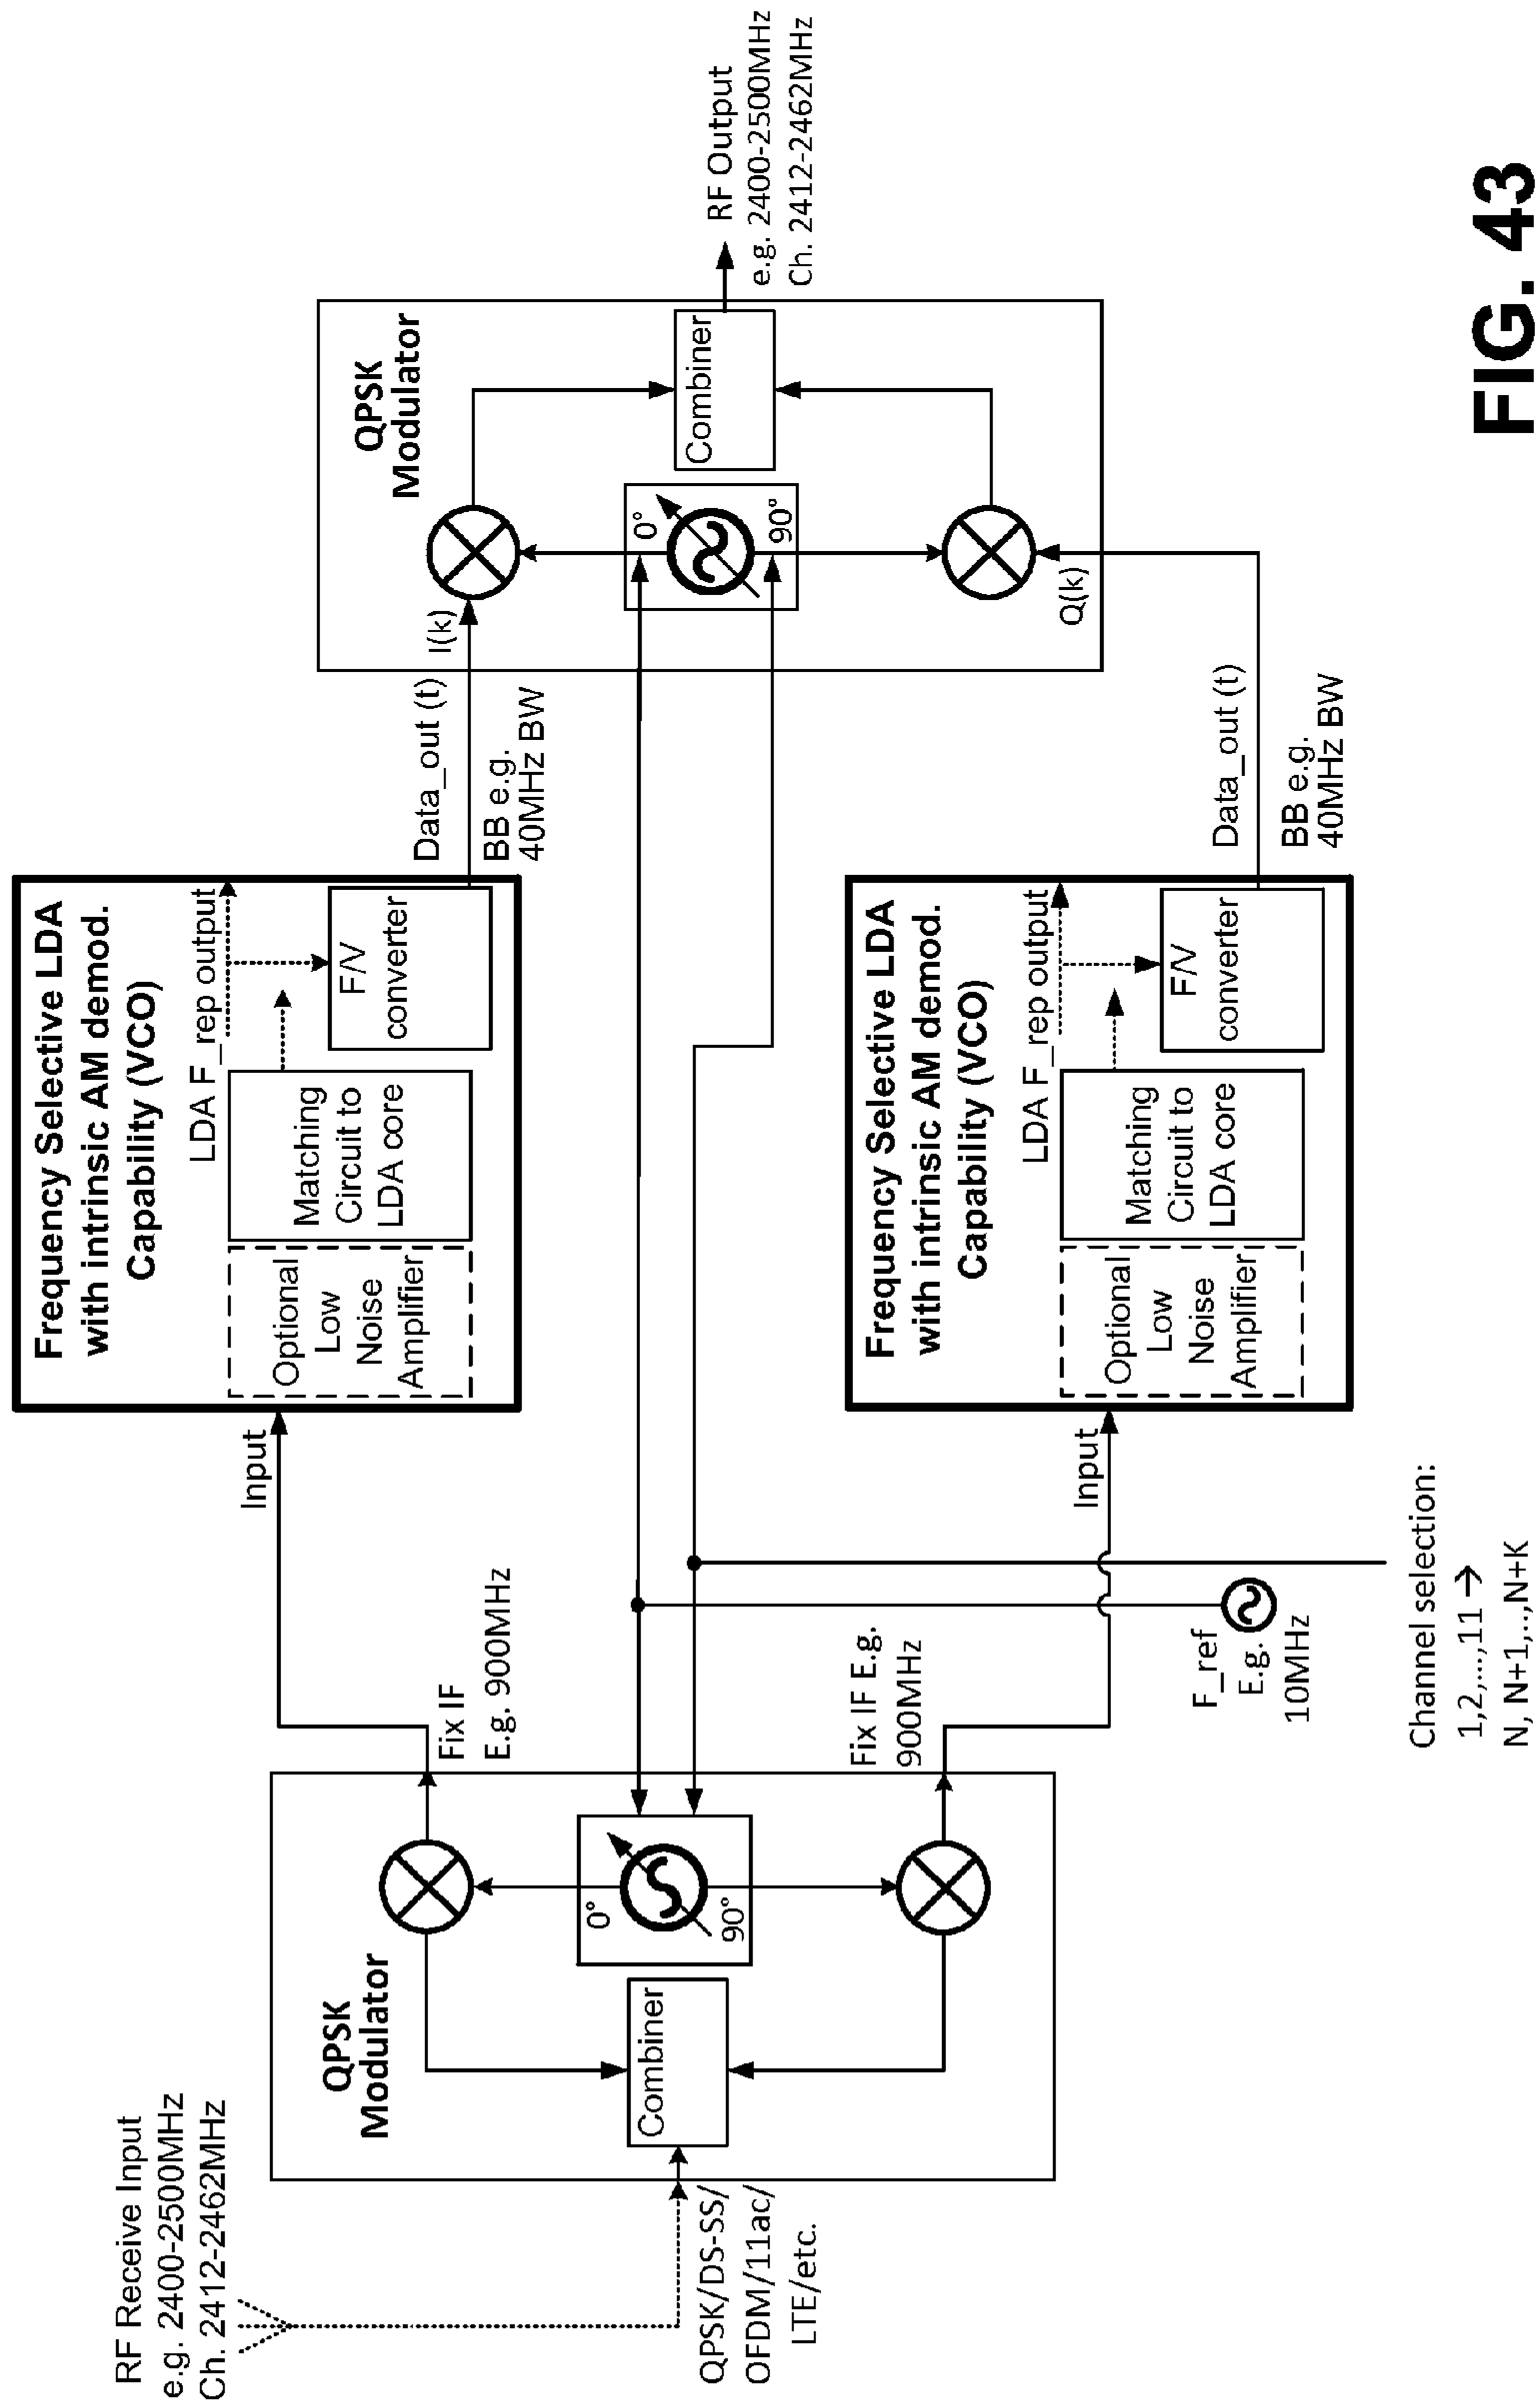 RF Receive Input
e.g. 2400-2500MHz
Ch. 2412-2462MHz
QPSK/DS-SS/
OFDM/11ac/
LTE/etc.
QPSK
Modulator
Combiner
0°
90°
Fix IF
E.g. 900MHz
Fix IF E.g.
900MHz
Input
Frequency Selective LDA
with intrinsic AM demod.
Capability (VCO)
Optional
Low
Noise
Amplifier
Matching
Circuit to
LDA core
LDA F_rep output
F/V
converter
Data_out (t)
BB e.g.
40MHz BW
Input
Frequency Selective LDA
with intrinsic AM demod.
Capability (VCO)
Optional
Low
Noise
Amplifier
Matching
Circuit to
LDA core
LDA F_rep output
F/V
converter
Data_out (t)
BB e.g.
40MHz BW
F_ref
E.g.
10MHz
Channel selection:
1,2,...,11 →
N, N+1,..,N+K
QPSK
Modulator
I(k)
0°
90°
Q(k)
Combiner
RF Output
e.g. 2400-2500MHz
Ch. 2412-2462MHz
FIG. 43